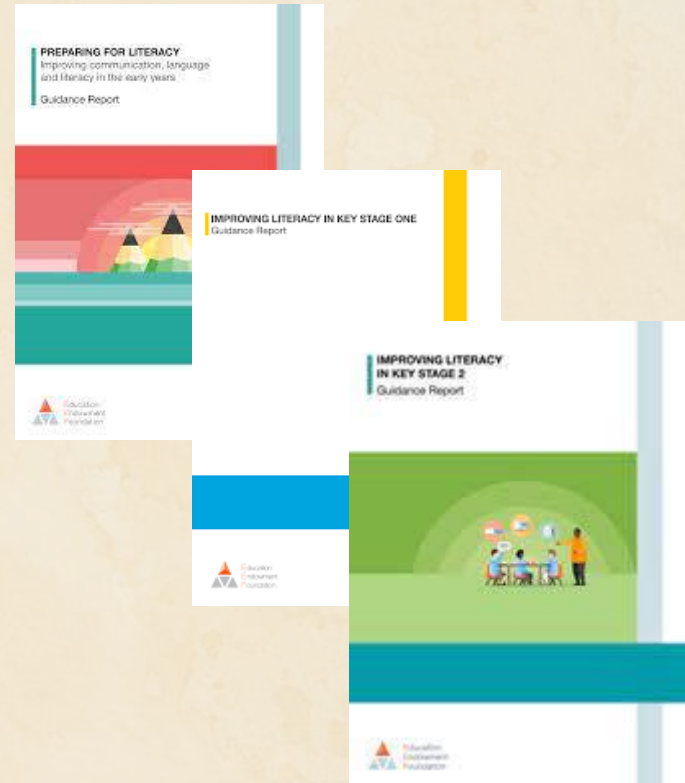 PREPARING FOR LITERACY
Improving communication, language
and literacy in the early years
Guidance Report
Education
Endowment
Foundation
IMPROVING LITERACY IN KEY STAGE ONE
Guidance Report
Education
Endowment
Foundation
IMPROVING LITERACY
IN KEY STAGE 2
Guidance Report
Education
Endowment
Foundation